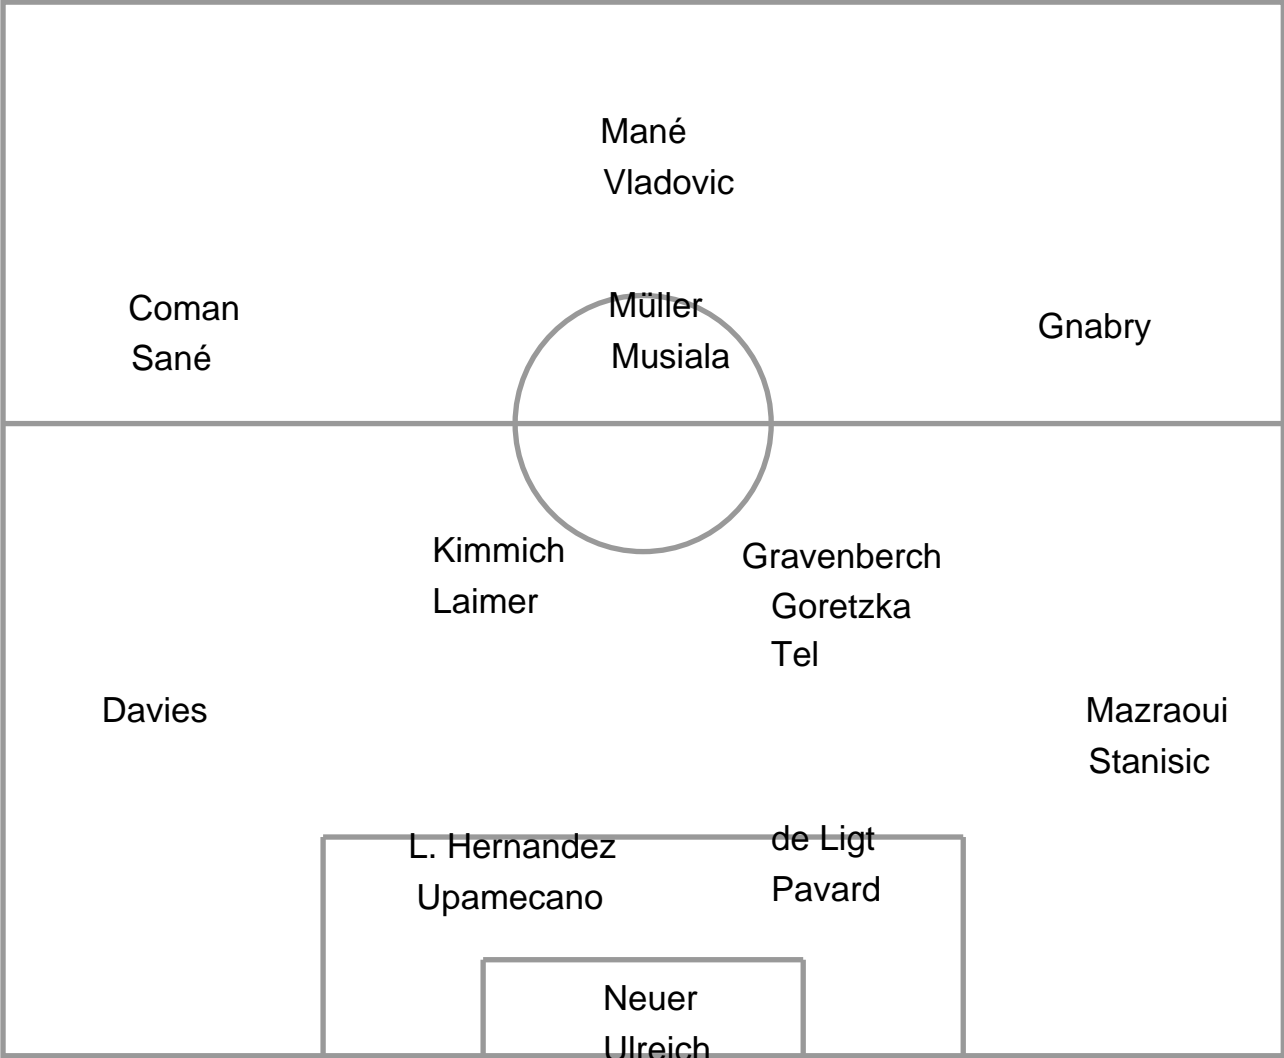 Mané
Vladovic
Coman
Sané
Müller
Musiala
Gnabry
Kimmich
Laimer
Gravenberch
Goretzka
Tel
Davies
Mazraoui
Stanisic
L. Hernandez
Upamecano
de Ligt
Pavard
Neuer
Ulreich